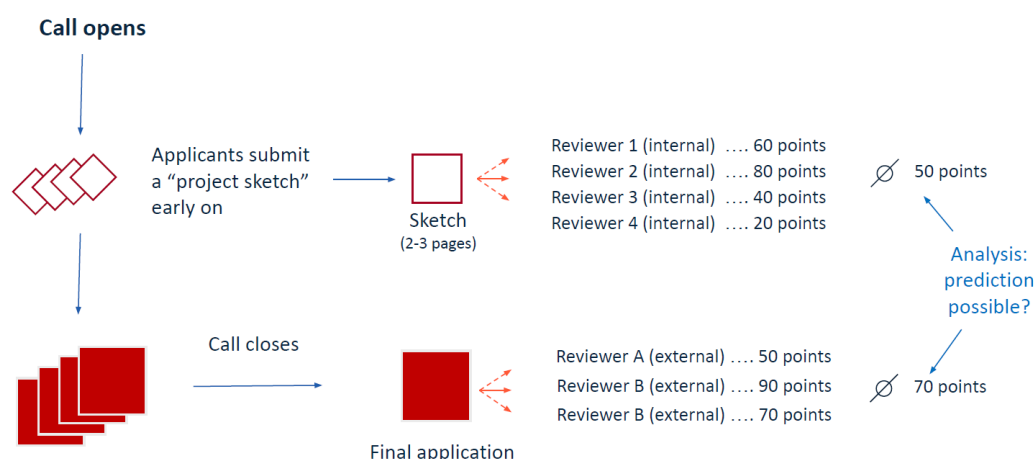 Call opens
Applicants submit
a “project sketch”
early on
Sketch
(2-3 pages)
Reviewer 1 (internal) .... 60 points
Reviewer 2 (internal) .... 80 points
Reviewer 3 (internal) .... 40 points
Reviewer 4 (internal) .... 20 points
∅ 50 points
Analysis:
prediction
possible?
Call closes
Final application
Reviewer A (external) .... 50 points
Reviewer B (external) .... 90 points
Reviewer B (external) .... 70 points
∅ 70 points